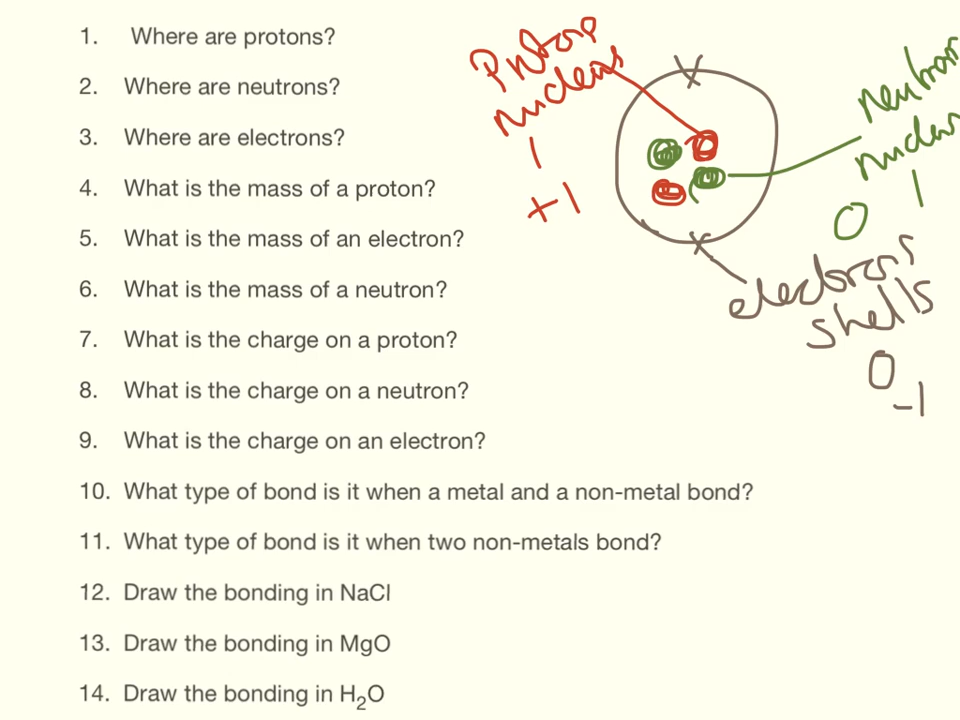 1. Where are protons?
2. Where are neutrons?
3. Where are electrons?
4. What is the mass of a proton?
5. What is the mass of an electron?
6. What is the mass of a neutron?
7. What is the charge on a proton?
8. What is the charge on a neutron?
9. What is the charge on an electron?
10. What type of bond is it when a metal and a non-metal bond?
11. What type of bond is it when two non-metals bond?
12. Draw the bonding in NaCl
13. Draw the bonding in MgO
14. Draw the bonding in H₂O
Proton
nucleus
1
+1
neutron
nucleus
1
0
electrons
shells
0
-1